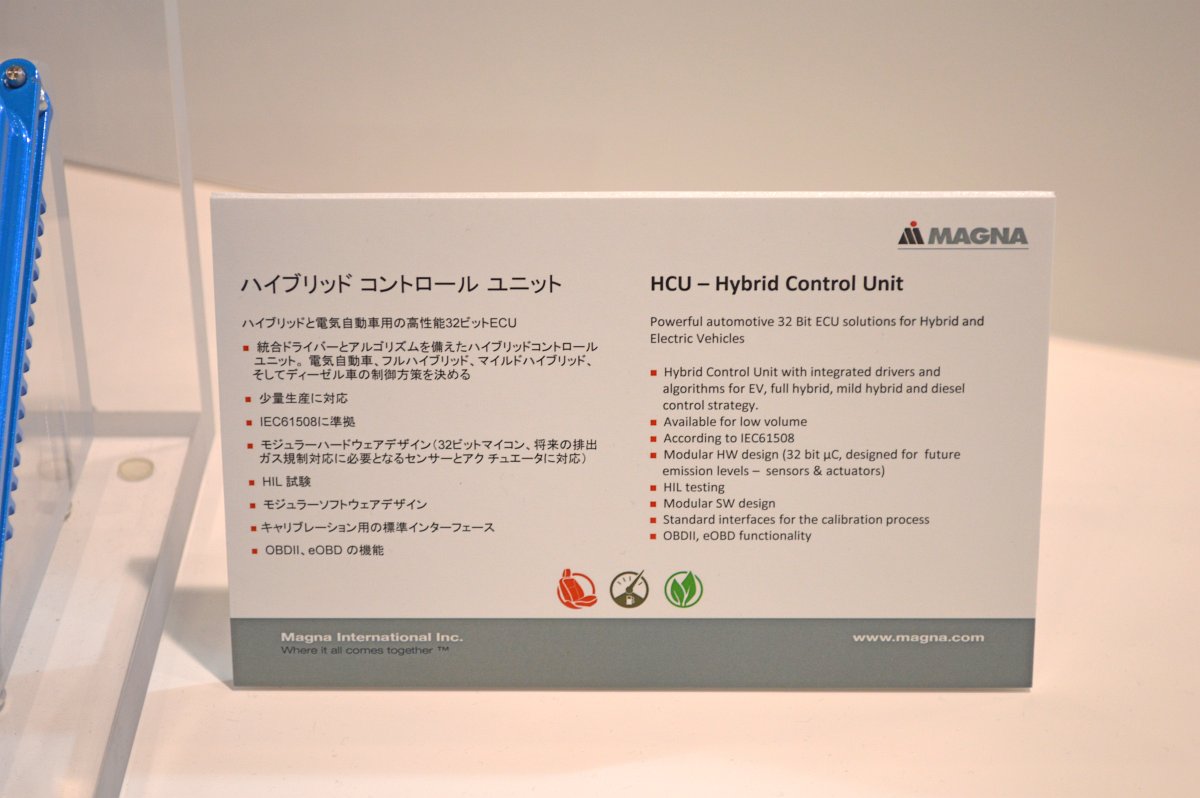 MAGNA
ハイブリッド コントロール ユニット
ハイブリッドと電気自動車用の高性能32ビットECU
■ 統合ドライバーとアルゴリズムを備えたハイブリッドコントロール
ユニット。電気自動車、フルハイブリッド、マイルドハイブリッド、
そしてディーゼル車の制御方策を決める
■ 少量生産に対応
■ IEC61508に準拠
■ モジュラーハードウェアデザイン(32ビットマイコン、将来の排出
ガス規制対応に必要となるセンサーとアク チュエータに対応)
■ HIL 試験
■ モジュラーソフトウェアデザイン
■ キャリブレーション用の標準インターフェース
■ OBDII、eOBD の機能
HCU – Hybrid Control Unit
Powerful automotive 32 Bit ECU solutions for Hybrid and
Electric Vehicles
■ Hybrid Control Unit with integrated drivers and
algorithms for EV, full hybrid, mild hybrid and diesel
control strategy.
■ Available for low volume
■ According to IEC61508
■ Modular HW design (32 bit µC, designed for future
emission levels – sensors & actuators)
■ HIL testing
■ Modular SW design
■ Standard interfaces for the calibration process
■ OBDII, eOBD functionality
Magna International Inc.
Where it all comes together ™
www.magna.com